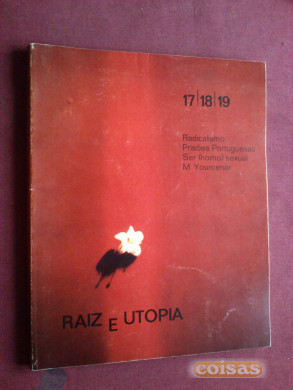 17|18|19
Radicalismo
Prisões Portuguesas
Ser (homo) sexual
M. Yourcenar
RAIZ E UTOPIA
coisas